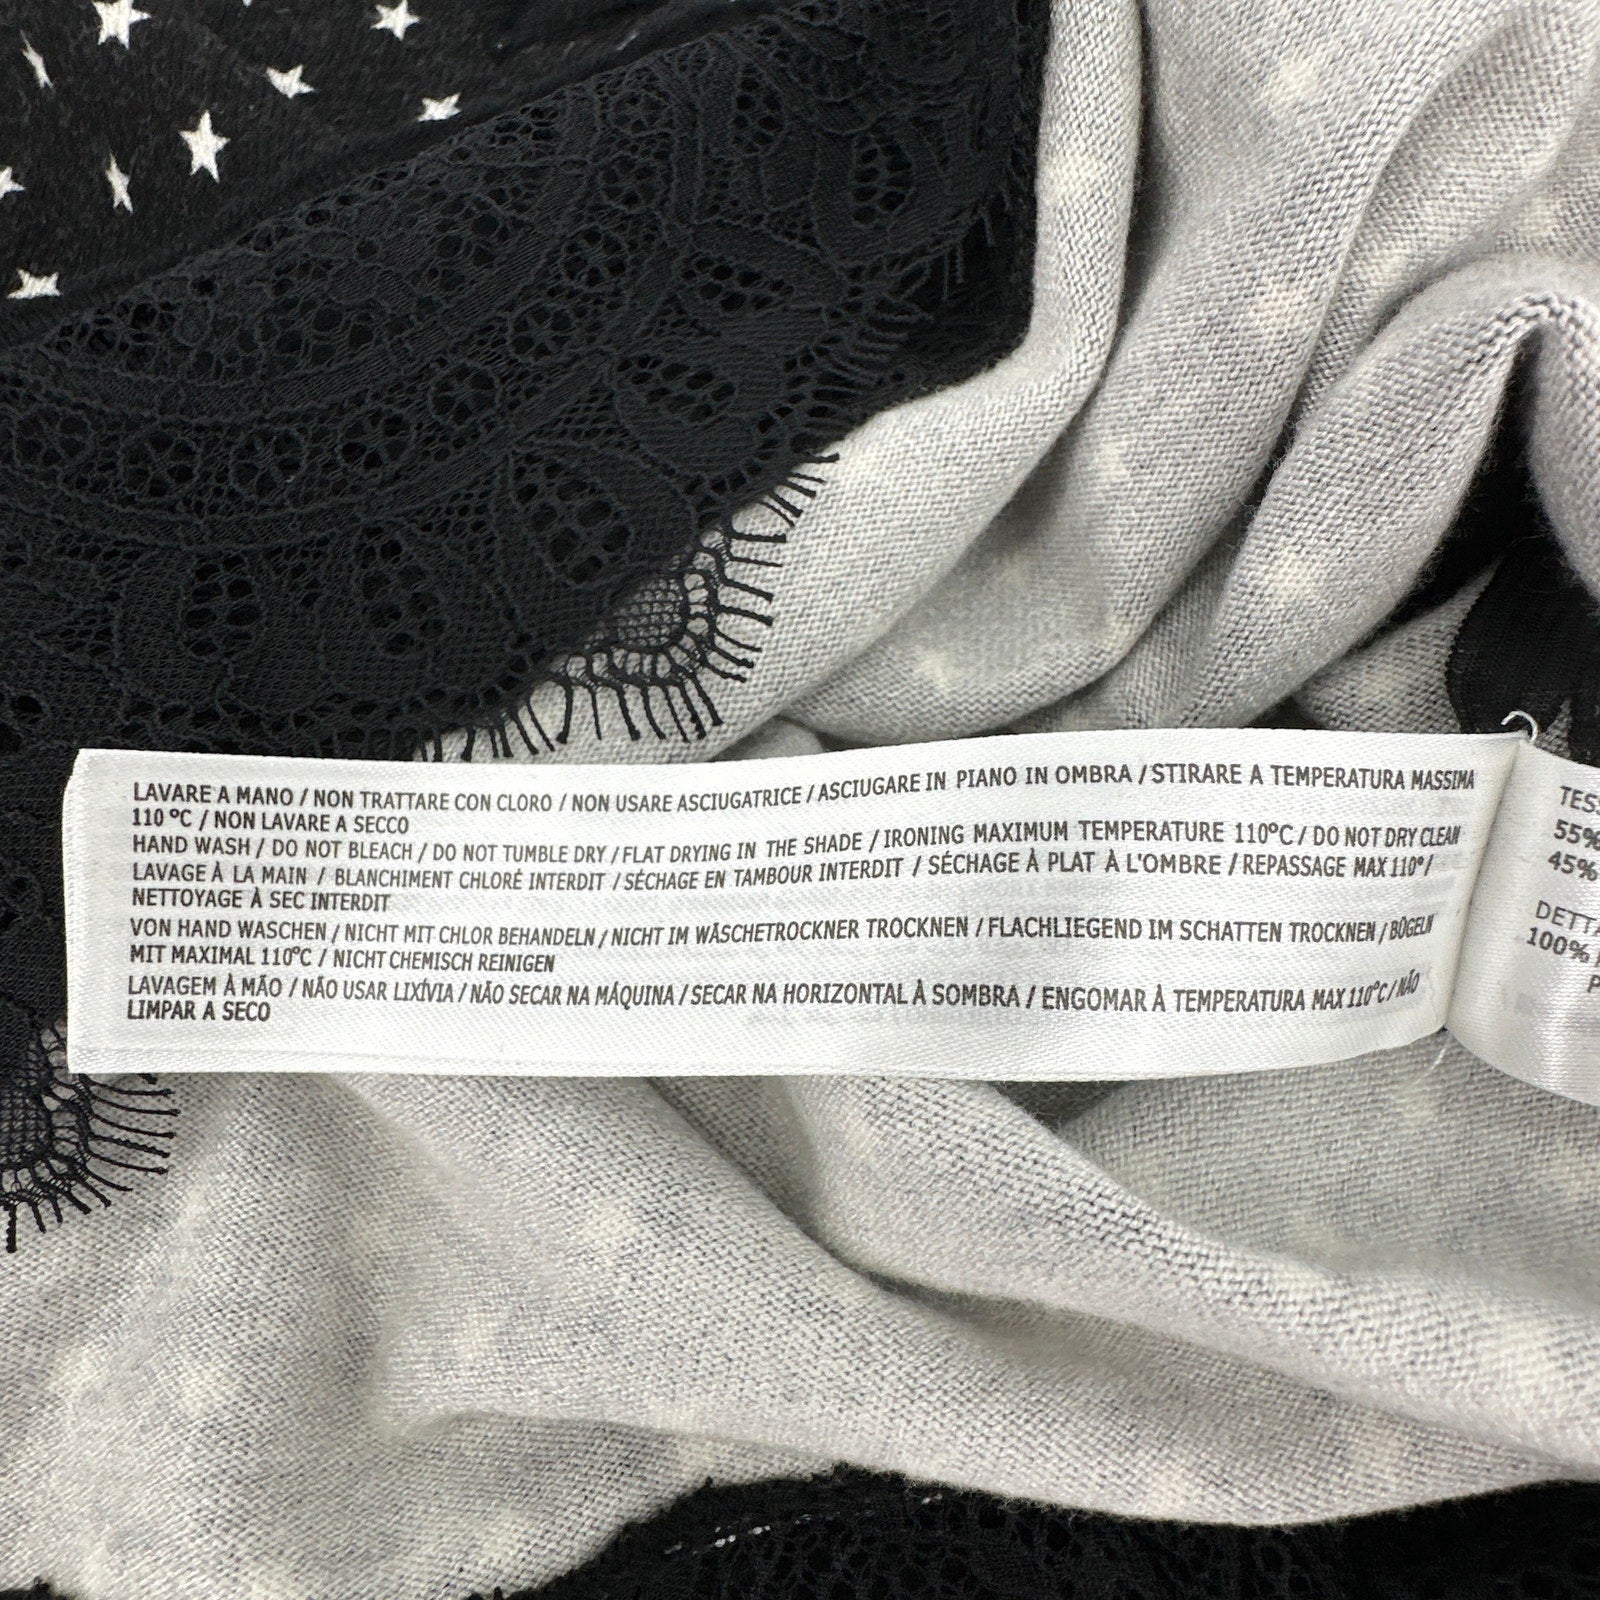 LAVARE A MANO / NON TRATTARE CON CLORO / NON USARE ASCIUGATRICE / ASCIUGARE IN PIANO IN OMBRA / STIRARE A TEMPERATURA MASSIMA
110 °C / NON LAVARE A SECCO
HAND WASH / DO NOT BLEACH / DO NOT TUMBLE DRY / FLAT DRYING IN THE SHADE / IRONING MAXIMUM TEMPERATURE 110°C / DO NOT DRY CLEAN
LAVAGE À LA MAIN / BLANCHIMENT CHLORÉ INTERDIT / SÉCHAGE EN TAMBOUR INTERDIT / SÉCHAGE À PLAT À L'OMBRE / REPASSAGE MAX 110° /
NETTOYAGE À SEC INTERDIT
VON HAND WASCHEN / NICHT MIT CHLOR BEHANDELN / NICHT IM WÄSCHETROCKNER TROCKNEN / FLACHLIEGEND IM SCHATTEN TROCKNEN / BÜGELN
MIT MAXIMAL 110°C / NICHT CHEMISCH REINIGEN
LAVAGEM À MÃO / NÃO USAR LIXÍVIA / NÃO SECAR NA MÁQUINA / SECAR NA HORIZONTAL À SOMBRA / ENGOMAR À TEMPERATURA MAX 110°C / NÃO
LIMPAR A SECO
TES
55%
45%
DETTA
100%
P